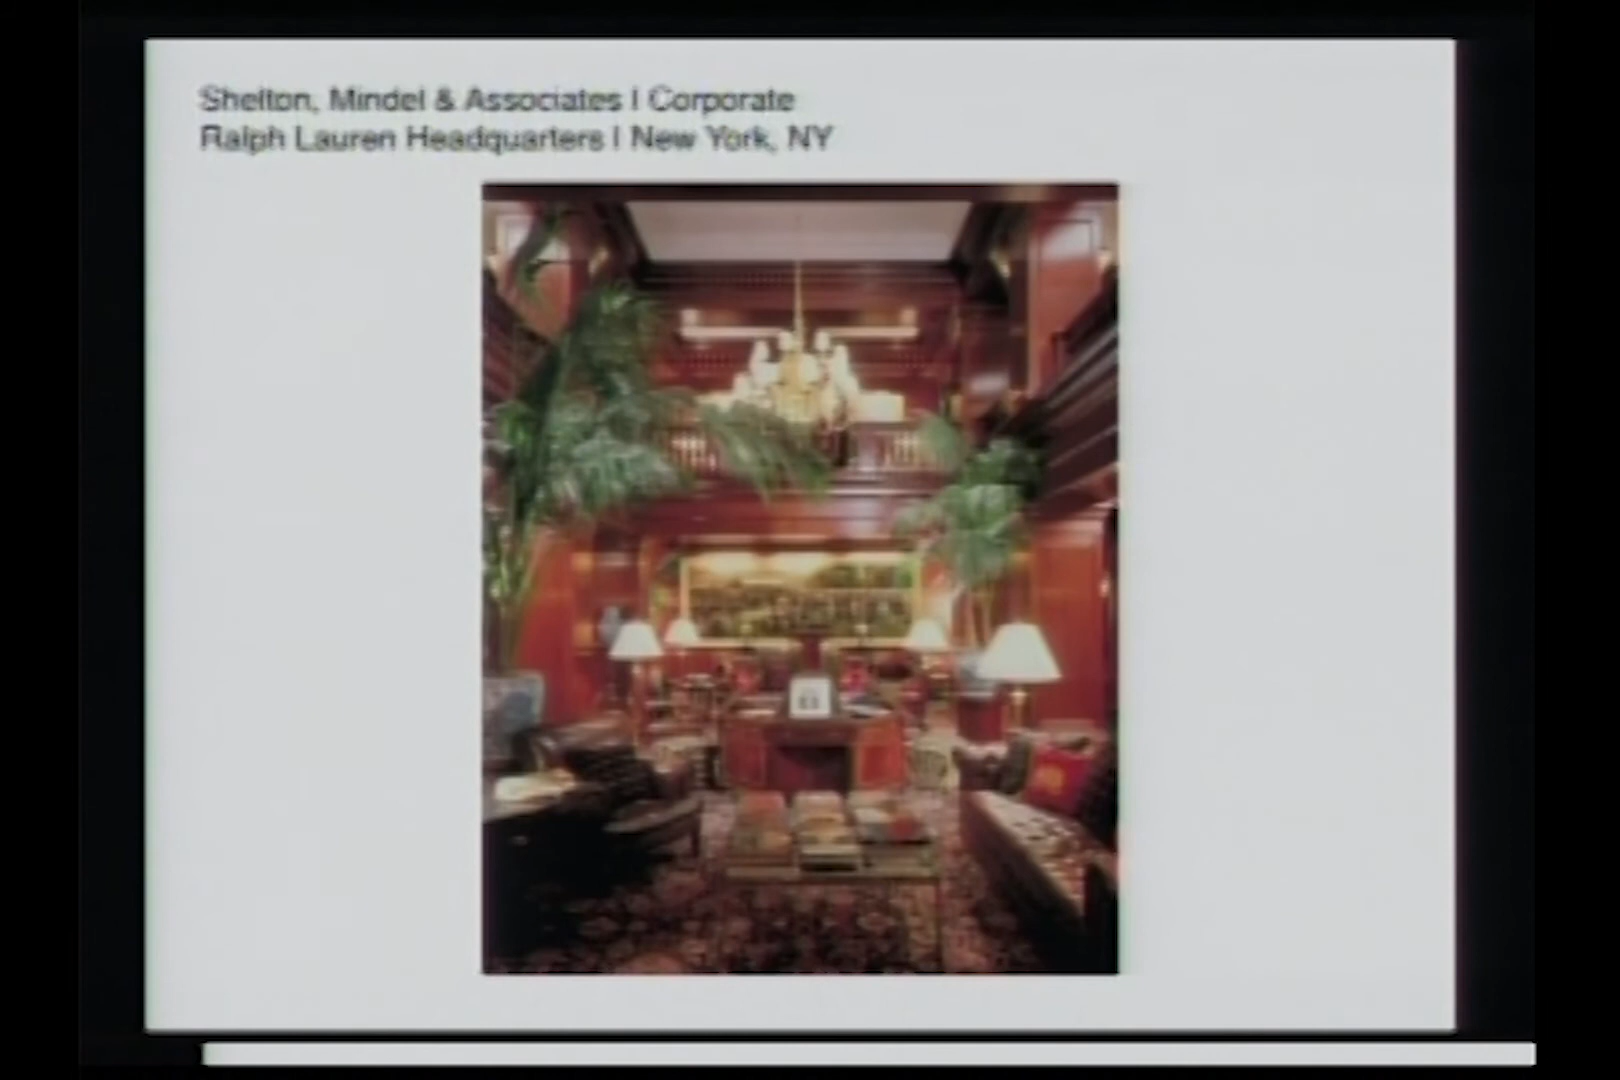 Shelton, Mindel & Associates | Corporate
Ralph Lauren Headquarters | New York, NY